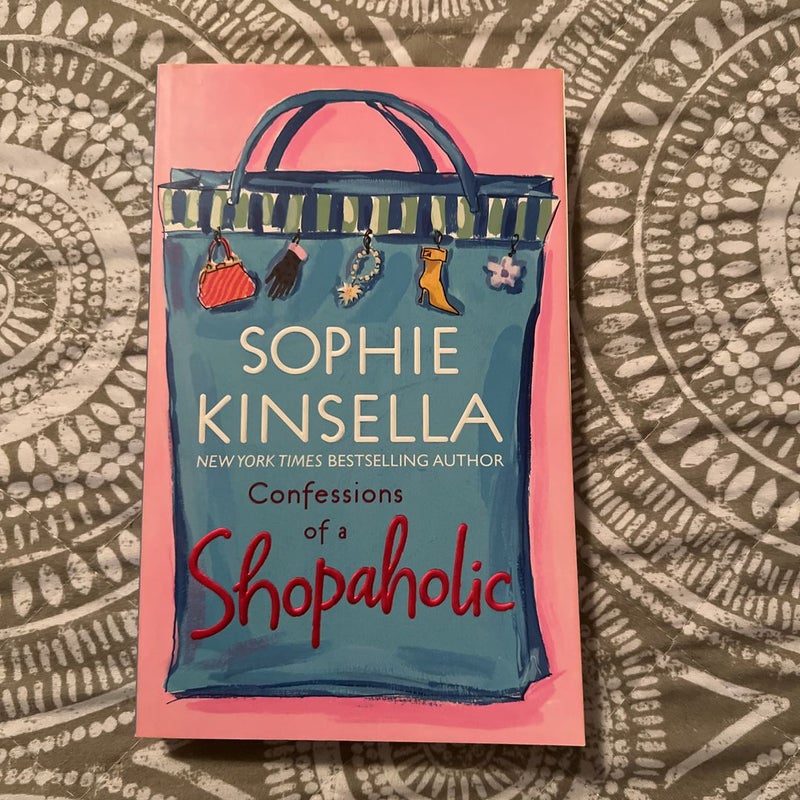 SOPHIE
KINSELLA
NEW YORK TIMES BESTSELLING AUTHOR
Confessions
of a
Shopaholic